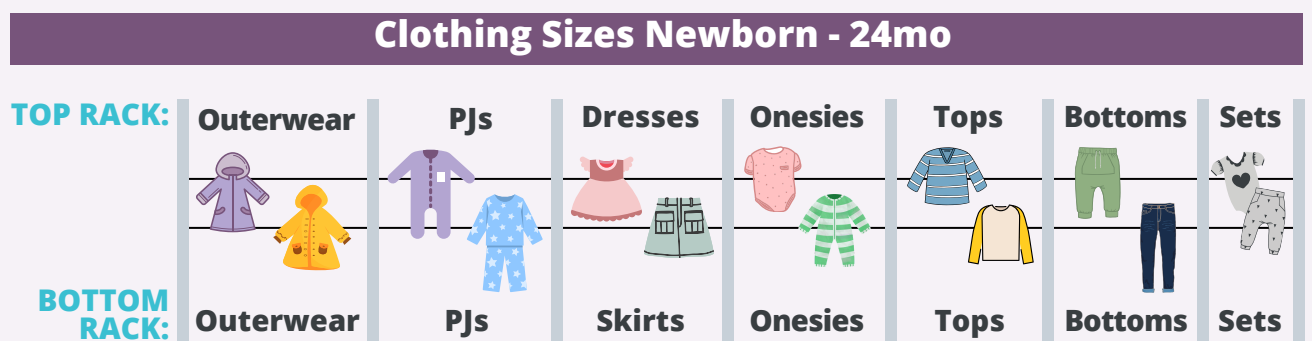 Clothing Sizes Newborn - 24mo
TOP RACK: Outerwear PJs Dresses Onesies Tops Bottoms Sets
BOTTOM
RACK: Outerwear PJs Skirts Onesies Tops Bottoms Sets